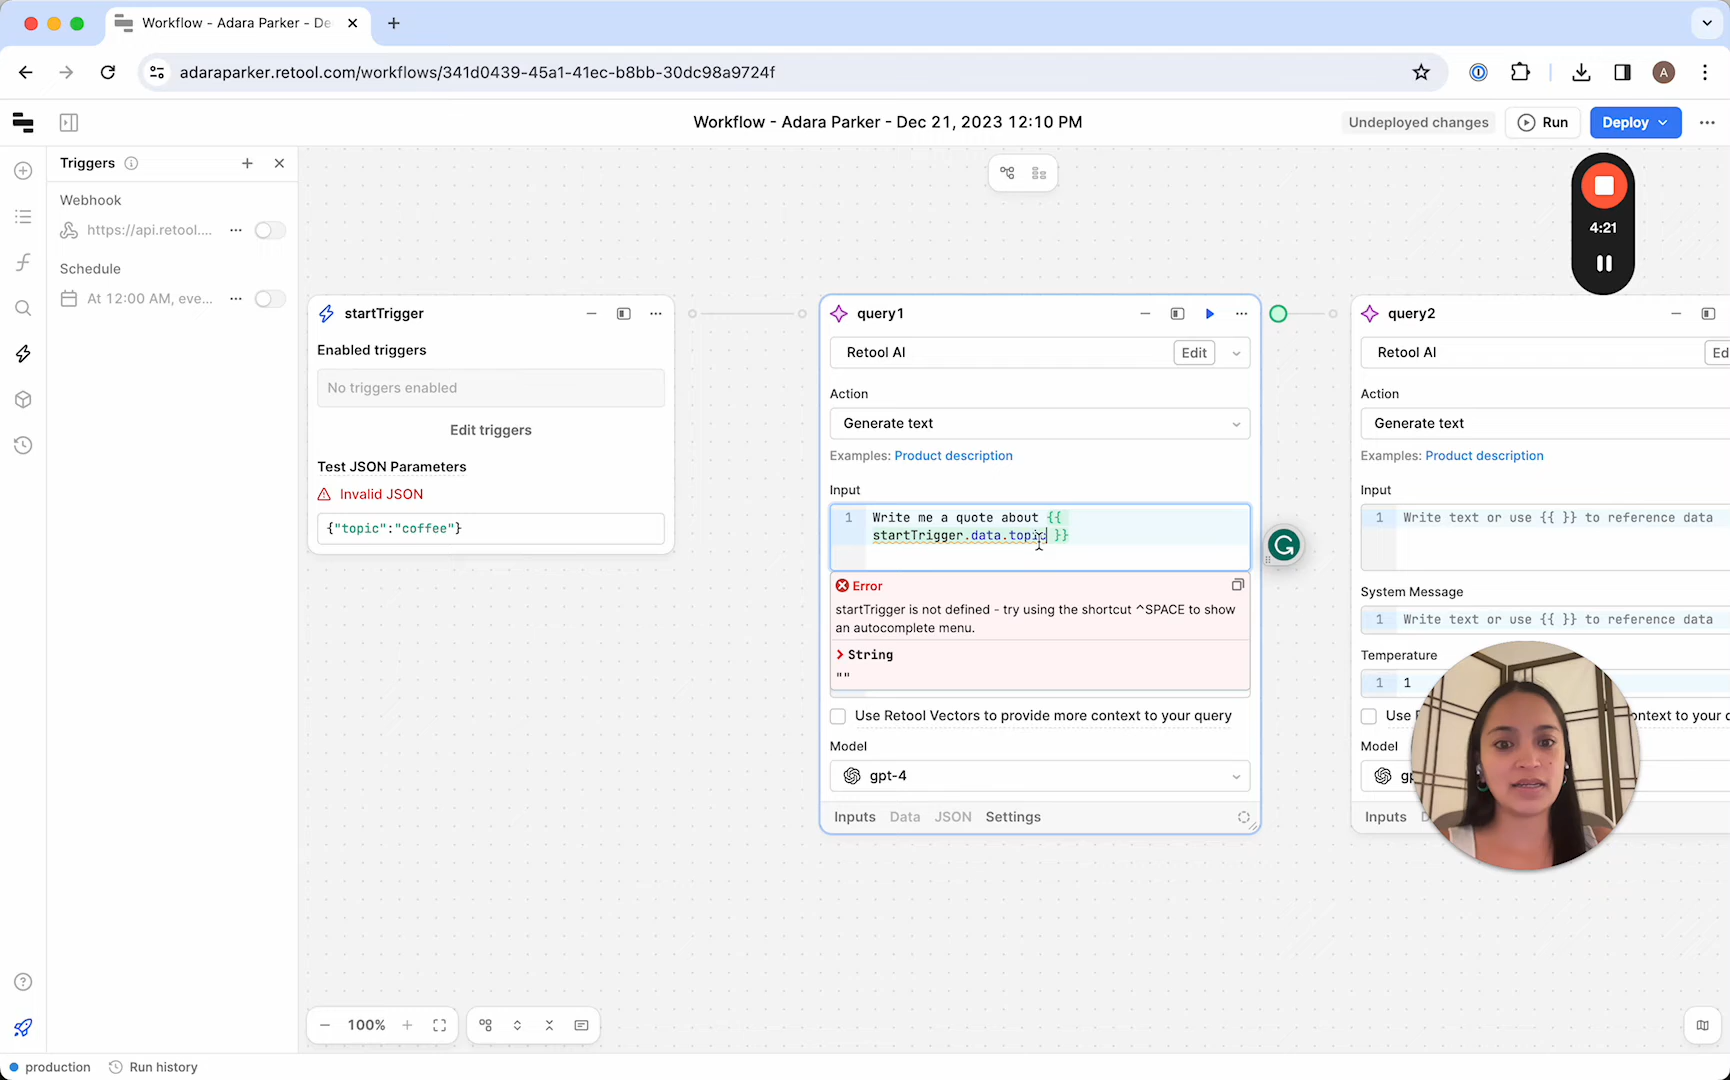 Workflow - Adara Parker - De
adaraparker.retool.com/workflows/341d0439-45a1-41ec-b8bb-30dc98a9724f
A
Workflow - Adara Parker - Dec 21, 2023 12:10 PM
Undeployed changes
Run
Deploy
Triggers
Webhook
https://api.retool....
Schedule
At 12:00 AM, eve...
4:21
startTrigger
Enabled triggers
No triggers enabled
Edit triggers
Test JSON Parameters
Invalid JSON
{"topic":"coffee"}
query1
Retool AI
Edit
Action
Generate text
Examples: Product description
Input
1 Write me a quote about {{
startTrigger.data.topic }}
Error
startTrigger is not defined - try using the shortcut ^SPACE to show
an autocomplete menu.
String
""
Use Retool Vectors to provide more context to your query
Model
gpt-4
Inputs Data JSON Settings
query2
Retool AI
Ed
Action
Generate text
Examples: Product description
Input
1 Write text or use {{ }} to reference data
System Message
1 Write text or use {{ }} to reference data
Temperature
1 1
Use
ontext to your
Model
gp
Inputs
100%
production
Run history